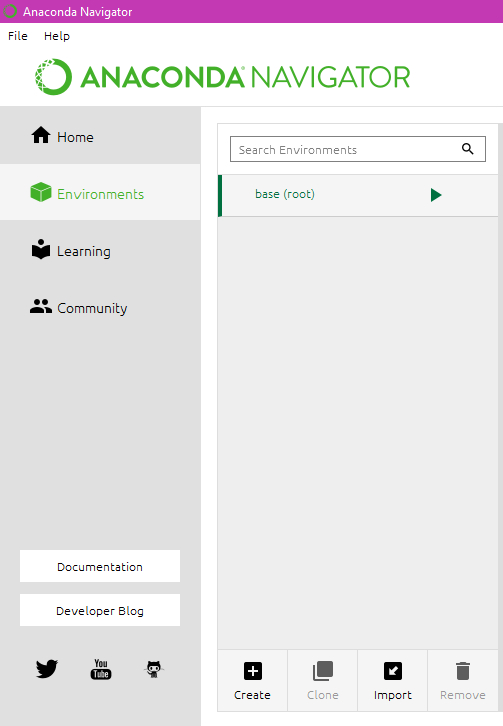 Anaconda Navigator
File Help
ANACONDA NAVIGATOR
Home
Environments
Learning
Community
Documentation
Developer Blog
You
Tube
Search Environments
base (root)
Create Clone Import Remove